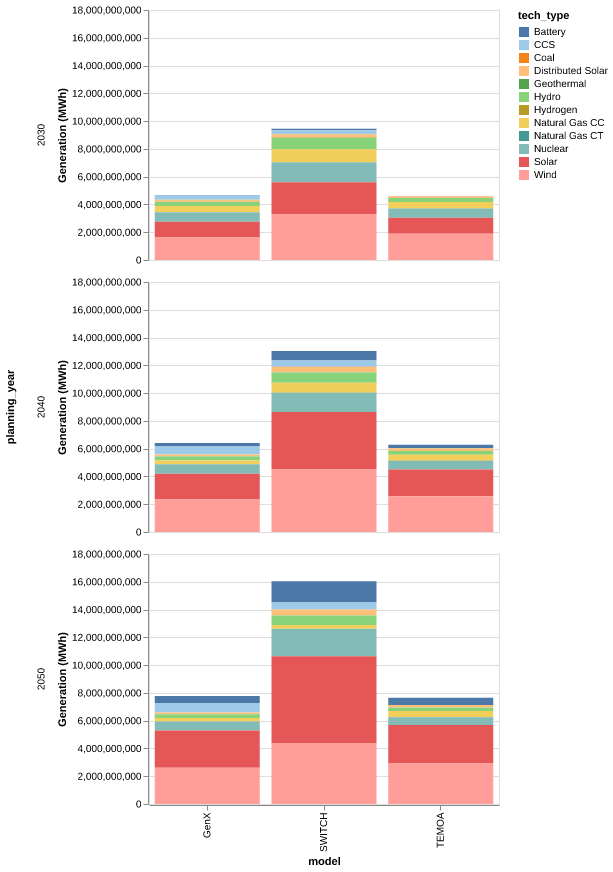 planning_year
2030
Generation (MWh)
18,000,000,000
16,000,000,000
14,000,000,000
12,000,000,000
10,000,000,000
8,000,000,000
6,000,000,000
4,000,000,000
2,000,000,000
0
2040
Generation (MWh)
18,000,000,000
16,000,000,000
14,000,000,000
12,000,000,000
10,000,000,000
8,000,000,000
6,000,000,000
4,000,000,000
2,000,000,000
0
2050
Generation (MWh)
18,000,000,000
16,000,000,000
14,000,000,000
12,000,000,000
10,000,000,000
8,000,000,000
6,000,000,000
4,000,000,000
2,000,000,000
0
GenX
SWITCH
TEMOA
model
tech_type
Battery
CCS
Coal
Distributed Solar
Geothermal
Hydro
Hydrogen
Natural Gas CC
Natural Gas CT
Nuclear
Solar
Wind